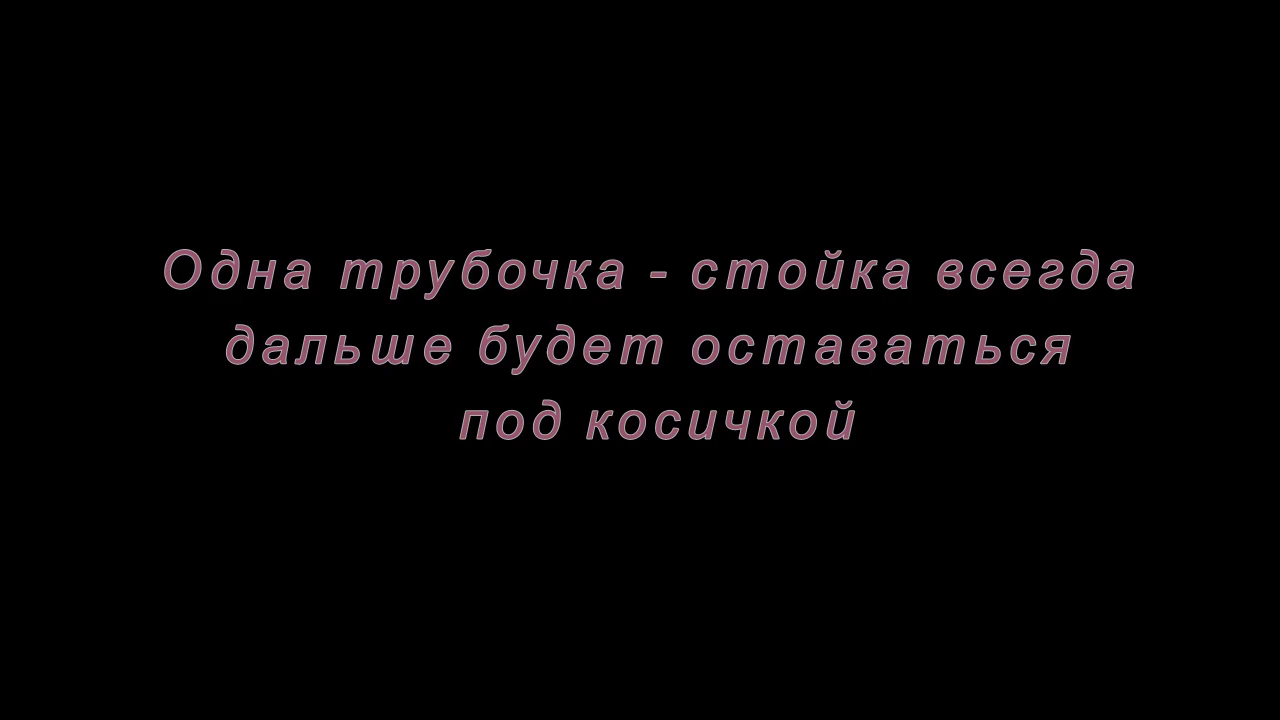 Одна трубочка - стойка всегда
дальше будет оставаться
под косичкой